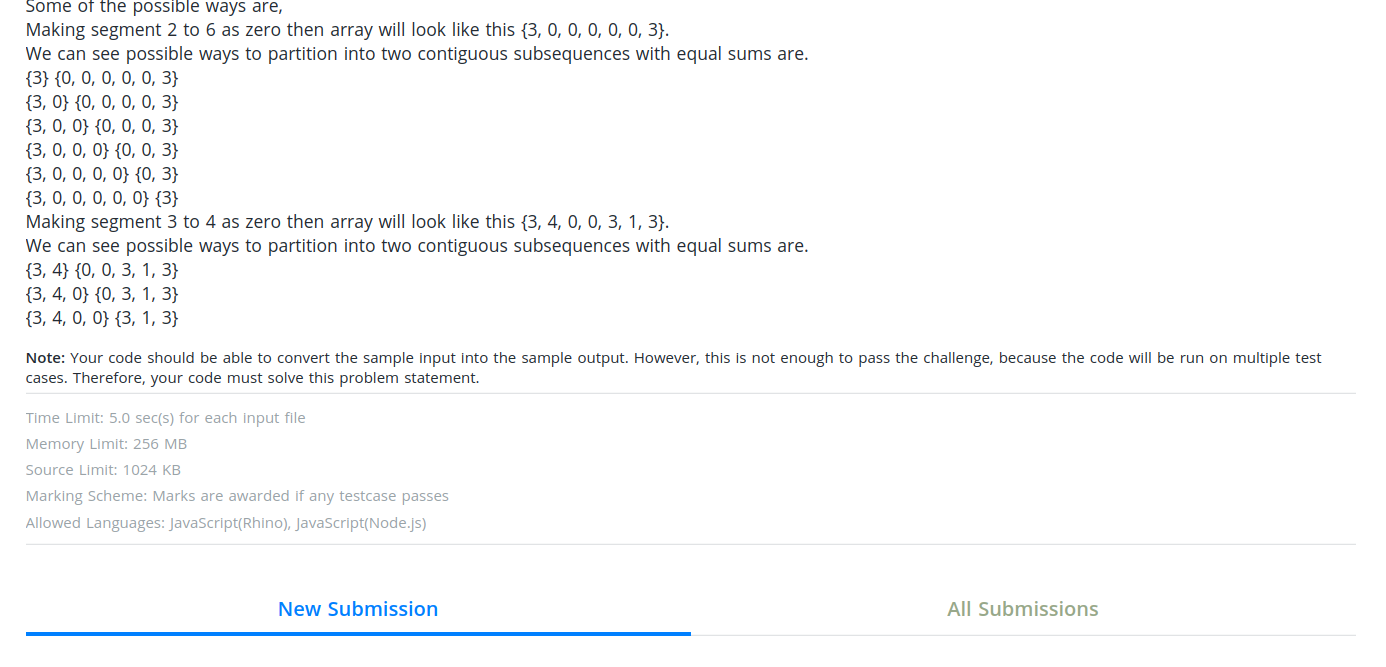 Some of the possible ways are,
Making segment 2 to 6 as zero then array will look like this {3, 0, 0, 0, 0, 0, 3}.
We can see possible ways to partition into two contiguous subsequences with equal sums are.
{3} {0, 0, 0, 0, 0, 3}
{3, 0} {0, 0, 0, 0, 3}
{3, 0, 0} {0, 0, 0, 3}
{3, 0, 0, 0} {0, 0, 3}
{3, 0, 0, 0, 0} {0, 3}
{3, 0, 0, 0, 0, 0} {3}
Making segment 3 to 4 as zero then array will look like this {3, 4, 0, 0, 3, 1, 3}.
We can see possible ways to partition into two contiguous subsequences with equal sums are.
{3, 4} {0, 0, 3, 1, 3}
{3, 4, 0} {0, 3, 1, 3}
{3, 4, 0, 0} {3, 1, 3}
Note: Your code should be able to convert the sample input into the sample output. However, this is not enough to pass the challenge, because the code will be run on multiple test
cases. Therefore, your code must solve this problem statement.
Time Limit: 5.0 sec(s) for each input file
Memory Limit: 256 MB
Source Limit: 1024 KB
Marking Scheme: Marks are awarded if any testcase passes
Allowed Languages: JavaScript(Rhino), JavaScript(Node.js)
New Submission
All Submissions